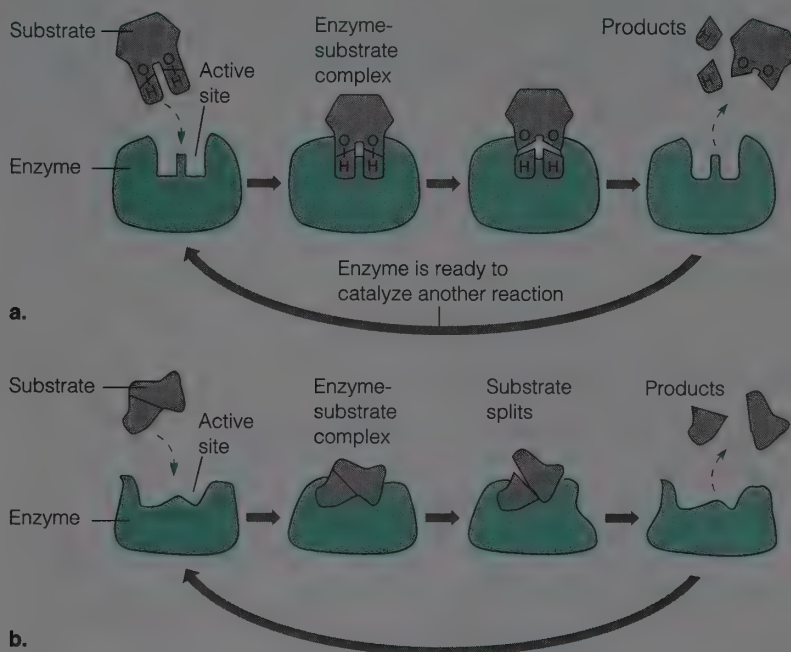 Substrate
Active
site
Enzyme
Enzyme-
substrate
complex
Products
O O
H H
O O
H H
O O
H H
H
H
O- O-
Enzyme is ready to
catalyze another reaction
a.
Substrate
Active
site
Enzyme
Enzyme-
substrate
complex
Substrate
splits
Products
b.